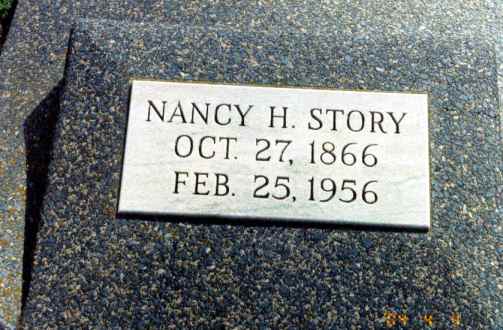 NANCY H. STORY
OCT. 27, 1866
FEB. 25, 1956